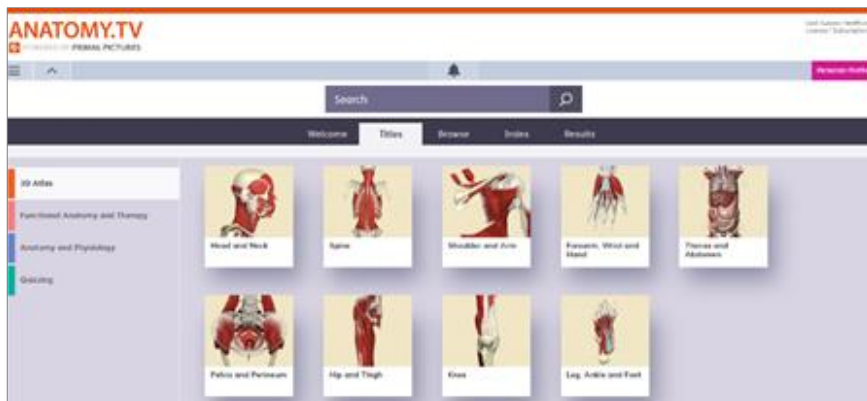 ANATOMY.TV
PRIMAL PICTURES
Search
Welcome Titles Browse Index Results
3D Atlas
Functional Anatomy and Therapy
Anatomy and Physiology
Quizzing
Head and Neck
Spine
Shoulder and Arm
Forearm, Wrist and
Hand
Thorax and
Abdomen
Pelvis and Perineum
Hip and Thigh
Knee
Leg, Ankle and Foot